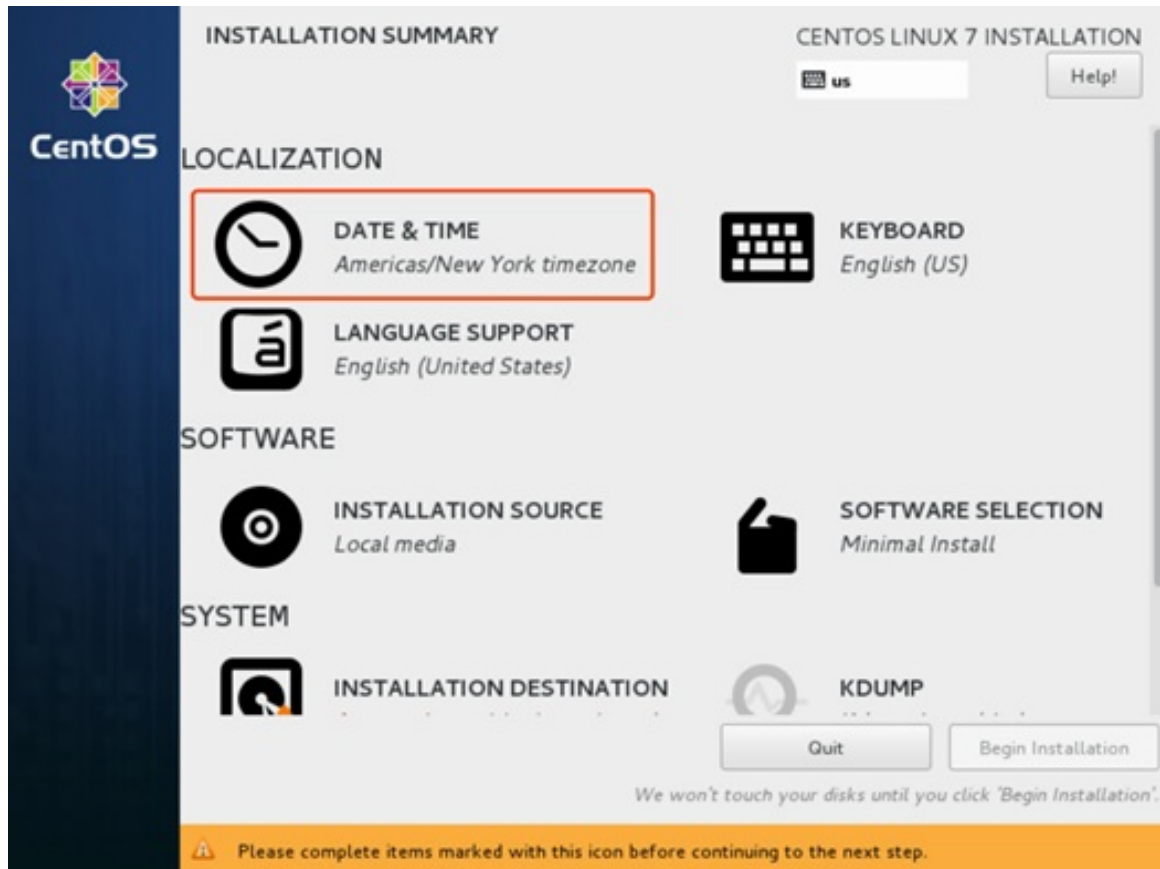 INSTALLATION SUMMARY
CENTOS LINUX 7 INSTALLATION
us
Help!
CentOS
LOCALIZATION
DATE & TIME
Americas/New York timezone
KEYBOARD
English (US)
á
LANGUAGE SUPPORT
English (United States)
SOFTWARE
INSTALLATION SOURCE
Local media
SOFTWARE SELECTION
Minimal Install
SYSTEM
INSTALLATION DESTINATION
KDUMP
Quit
Begin Installation
We won't touch your disks until you click 'Begin Installation'.
Please complete items marked with this icon before continuing to the next step.